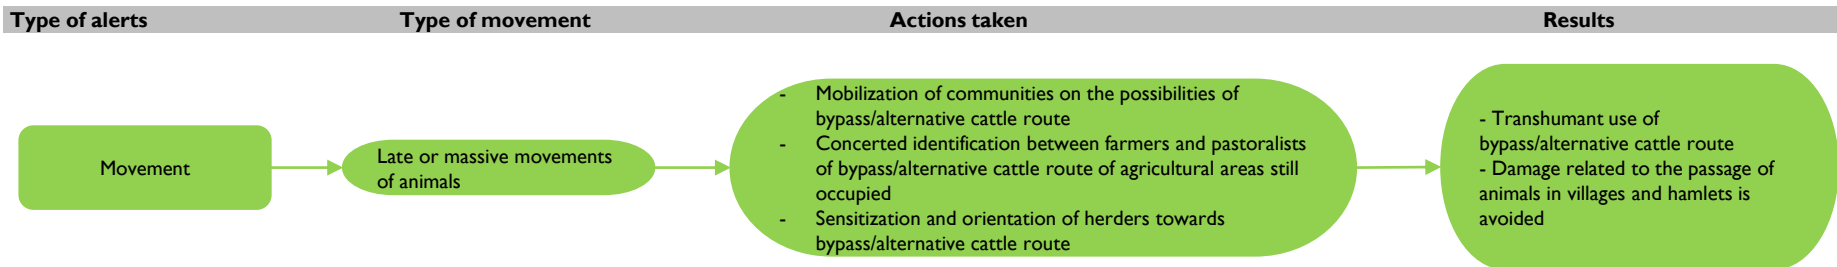 Type of alerts Type of movement Actions taken Results
Movement
Late or massive movements
of animals
- Mobilization of communities on the possibilities of
bypass/alternative cattle route
- Concerted identification between farmers and pastoralists
of bypass/alternative cattle route of agricultural areas still
occupied
- Sensitization and orientation of herders towards
bypass/alternative cattle route
- Transhumant use of
bypass/alternative cattle route
- Damage related to the passage of
animals in villages and hamlets is
avoided